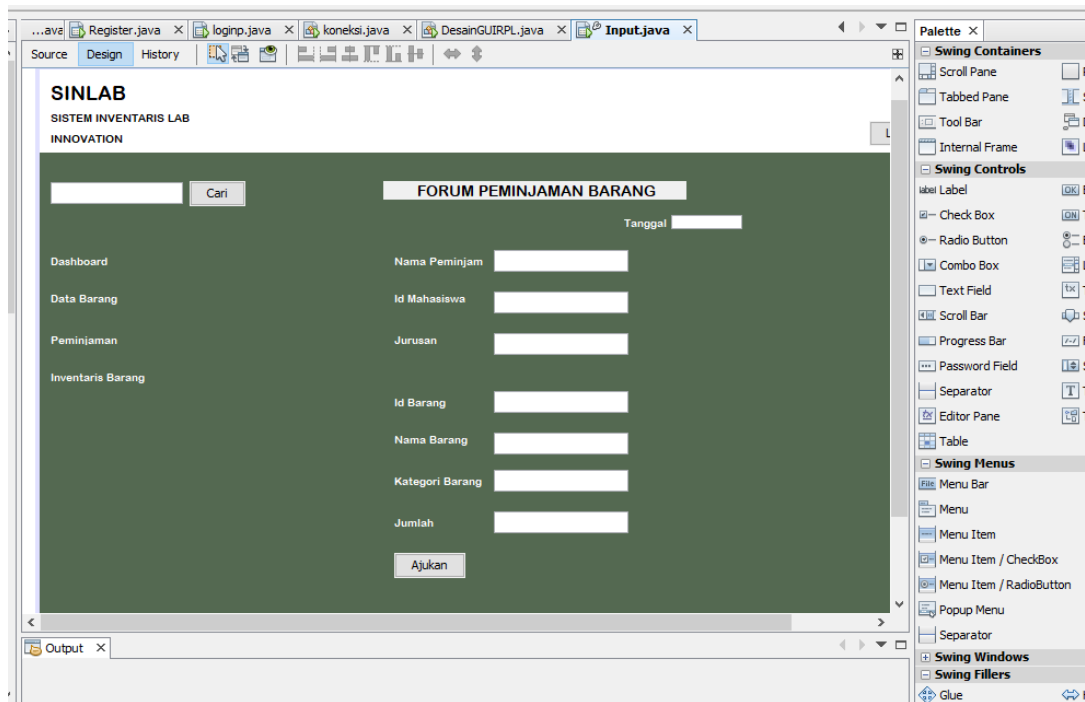 ...ava Register.java loginp.java koneksi.java DesainGUIRPL.java Input.java
Source Design History
SINLAB
SISTEM INVENTARIS LAB
INNOVATION
L
Cari
FORUM PEMINJAMAN BARANG
Tanggal
Dashboard
Nama Peminjam
Data Barang
Id Mahasiswa
Peminjaman
Jurusan
Inventaris Barang
Id Barang
Nama Barang
Kategori Barang
Jumlah
Ajukan
Output
Palette
Swing Containers
Scroll Pane
Tabbed Pane
Tool Bar
Internal Frame
Swing Controls
label Label
OK
Check Box
ON
Radio Button
Combo Box
Text Field
Scroll Bar
Progress Bar
Password Field
Separator
T
Editor Pane
Table
Swing Menus
File Menu Bar
Menu
Menu Item
Menu Item / CheckBox
Menu Item / RadioButton
Popup Menu
Separator
Swing Windows
Swing Fillers
Glue